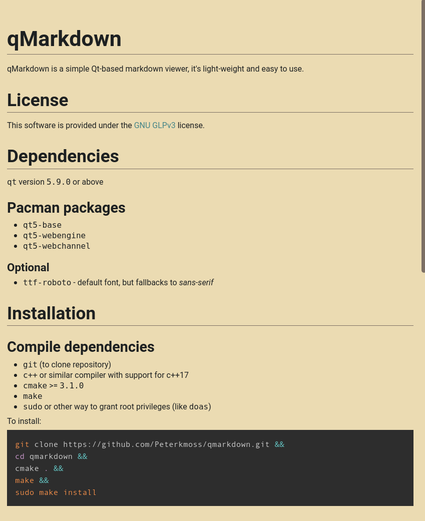 qMarkdown
qMarkdown is a simple Qt-based markdown viewer, it's light-weight and easy to use.
License
This software is provided under the GNU GLPv3 license.
Dependencies
qt version 5.9.0 or above
Pacman packages
• qt5-base
• qt5-webengine
• qt5-webchannel
Optional
• ttf-roboto - default font, but fallbacks to sans-serif
Installation
Compile dependencies
• git (to clone repository)
• c++ or similar compiler with support for c++17
• cmake >= 3.1.0
• make
• sudo or other way to grant root privileges (like doas)
To install:
git clone https://github.com/Peterkmoss/qmarkdown.git &&
cd qmarkdown &&
cmake . &&
make &&
sudo make install